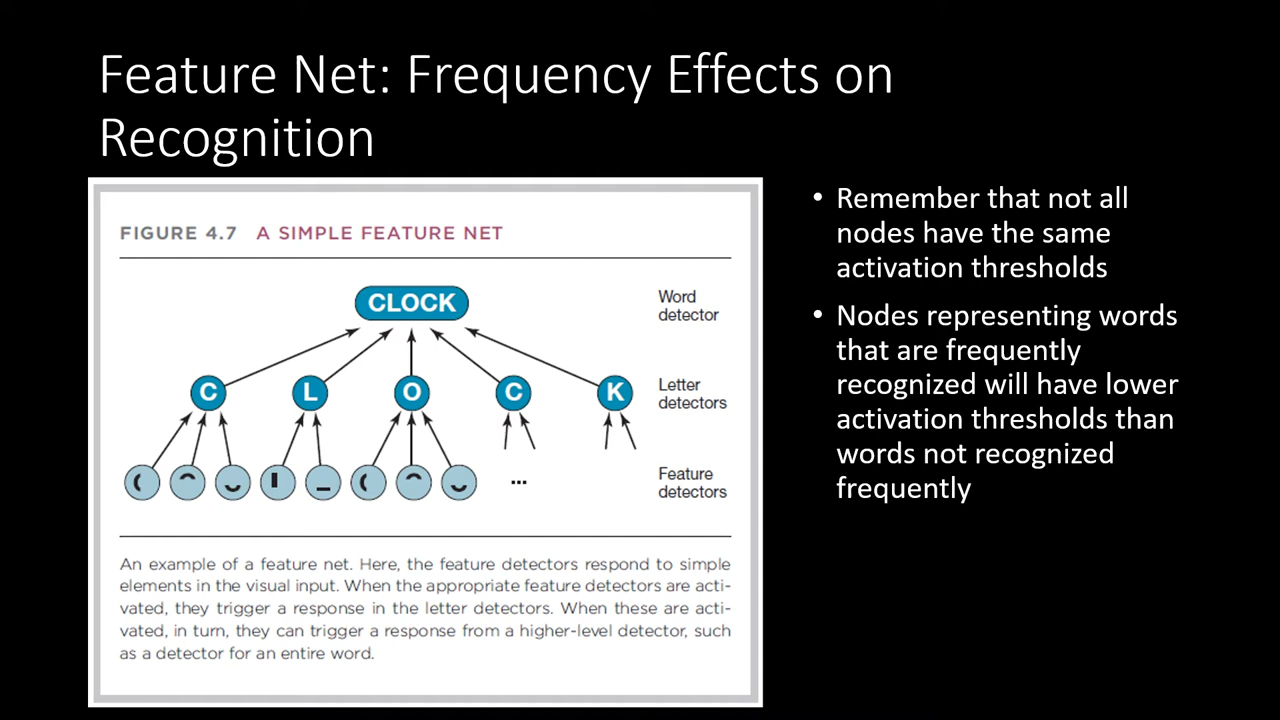 Feature Net: Frequency Effects on
Recognition
FIGURE 4.7 A SIMPLE FEATURE NET
CLOCK
Word
detector
C L O C K
Letter
detectors
...
Feature
detectors
An example of a feature net. Here, the feature detectors respond to simple
elements in the visual input. When the appropriate feature detectors are acti-
vated, they trigger a response in the letter detectors. When these are acti-
vated, in turn, they can trigger a response from a higher-level detector, such
as a detector for an entire word.
• Remember that not all
nodes have the same
activation thresholds
• Nodes representing words
that are frequently
recognized will have lower
activation thresholds than
words not recognized
frequently